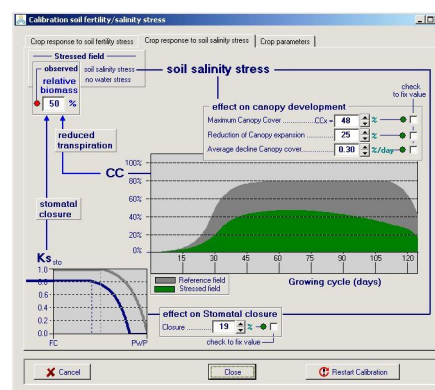 Calibration soil fertility/salinity stress
Crop response to soil fertility stress
Crop response to soil salinity stress
Crop parameters
Stressed field
observed
soil salinity stress
no water stress
relative
biomass
50 %
soil salinity stress
effect on canopy development
check
to fix value
Maximum Canopy Cover ............CCx = 48 %
Reduction of Canopy expansion ........... 25 %
Average decline Canopy cover........ 0.30 %/day
reduced
transpiration
CC
stomatal
closure
100%
80%
60%
40%
20%
0%
15 30 45 60 75 90 105 120
Growing cycle (days)
Reference field
Stressed field
Ks sto
1.0
0.8
0.6
0.4
0.2
0.0
FC
PWP
effect on Stomatal closure
Closure ........... 19 %
check to fix value
Cancel
Close
Restart Calibration